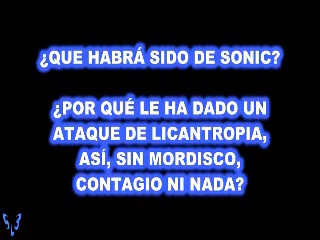 ¿QUE HABRÁ SIDO DE SONIC?
¿POR QUÉ LE HA DADO UN
ATAQUE DE LICANTROPIA,
ASÍ, SIN MORDISCO,
CONTAGIO NI NADA?